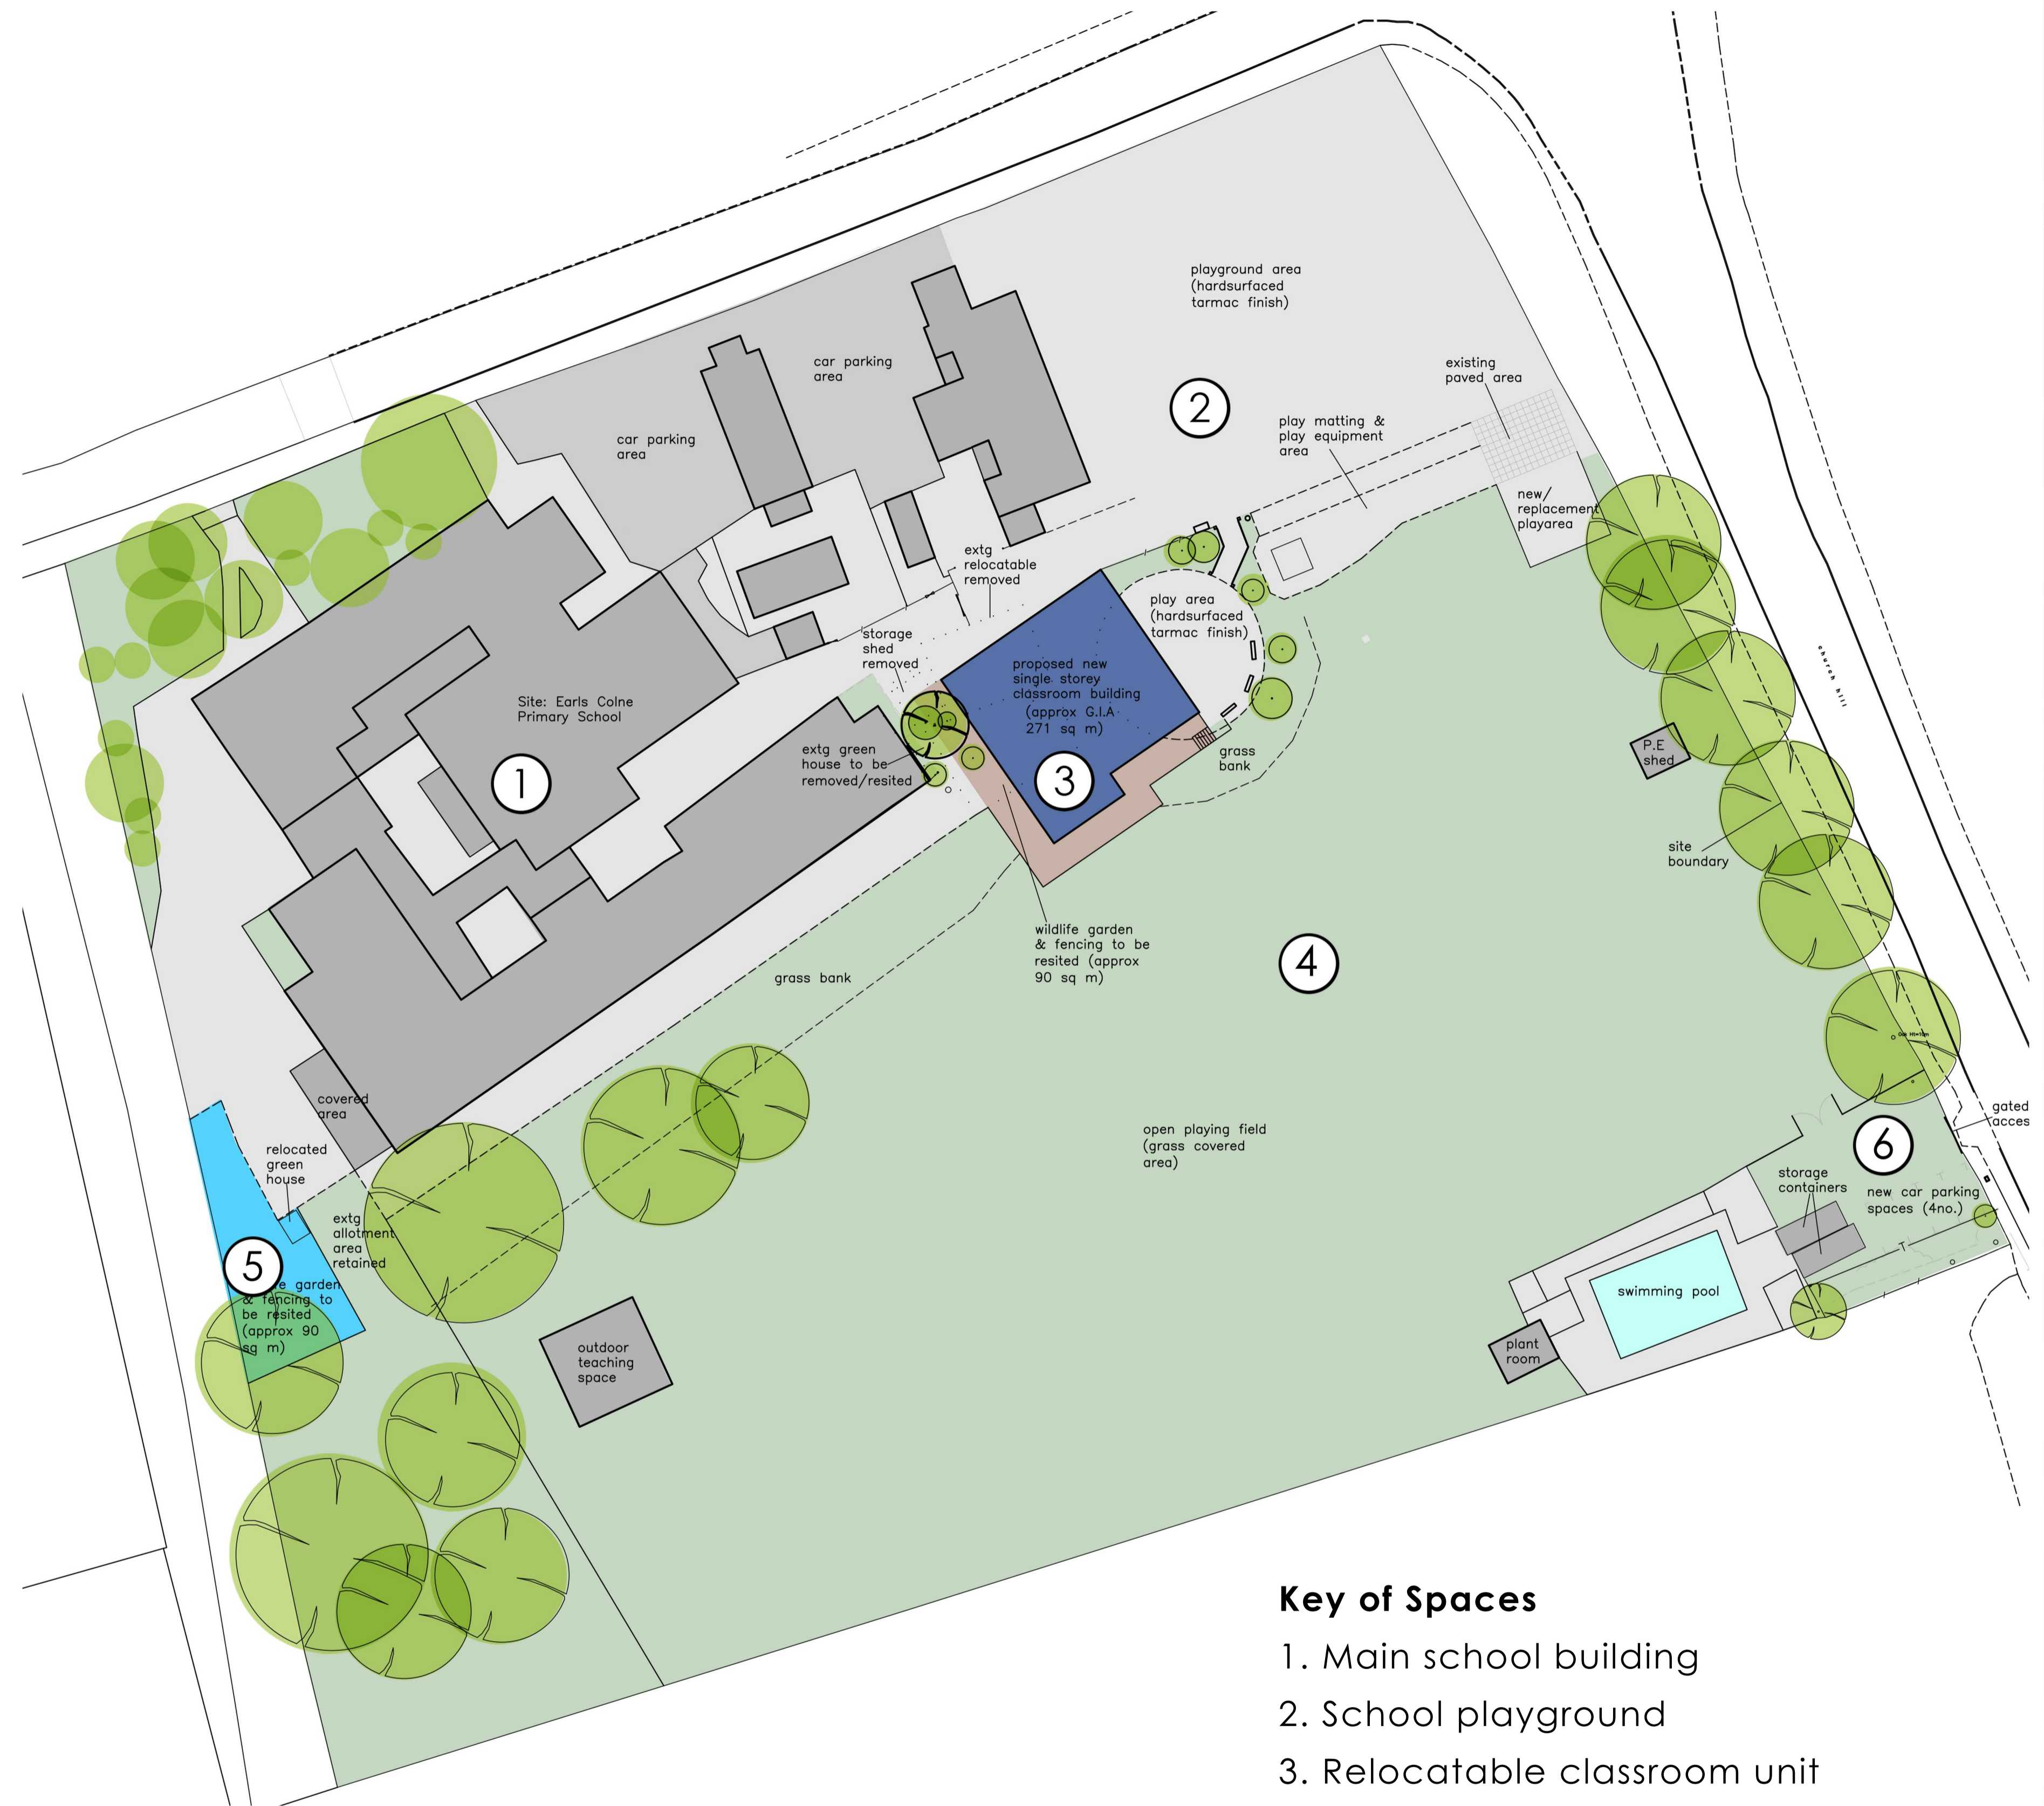 playground area
(hardsurfaced
tarmac finish)
car parking
area
existing
paved area
play matting &
play equipment
area
car parking
area
2
new/
replacement
playarea
extg
relocatable
removed
play area
(hardsurfaced
tarmac finish)
storage
shed
removed
proposed new
single storey
classroom building
(approx G.I.A
271 sq m)
church hill
Site: Earls Colne
Primary School
P.E
shed
extg green
house to be
removed/resited
grass
bank
1
3
site
boundary
wildlife garden
& fencing to be
resited (approx
90 sq m)
4
grass bank
covered
area
gated
acces
open playing field
(grass covered
area)
6
relocated
green
house
storage
containers
new car parking
spaces (4no.)
extg
allotment
area
retained
5
e garden
& fencing to
be resited
(approx 90
sq m)
swimming pool
outdoor
teaching
space
plant
room
Key of Spaces
1. Main school building
2. School playground
3. Relocatable classroom unit